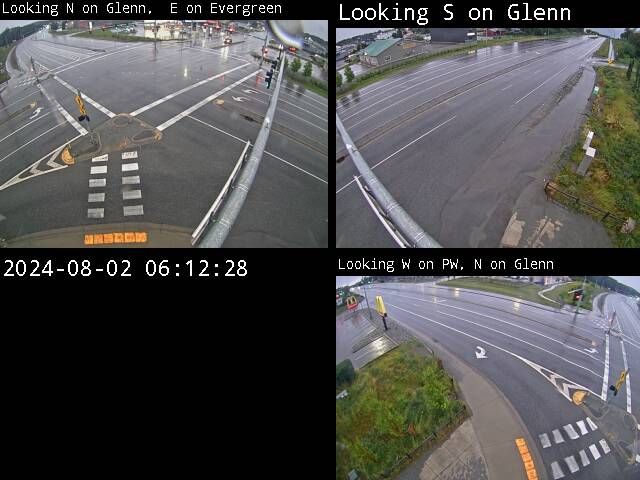 Looking N on Glenn, E on Evergreen
Looking S on Glenn
2024-08-02 06:12:28
Looking W on PW, N on Glenn